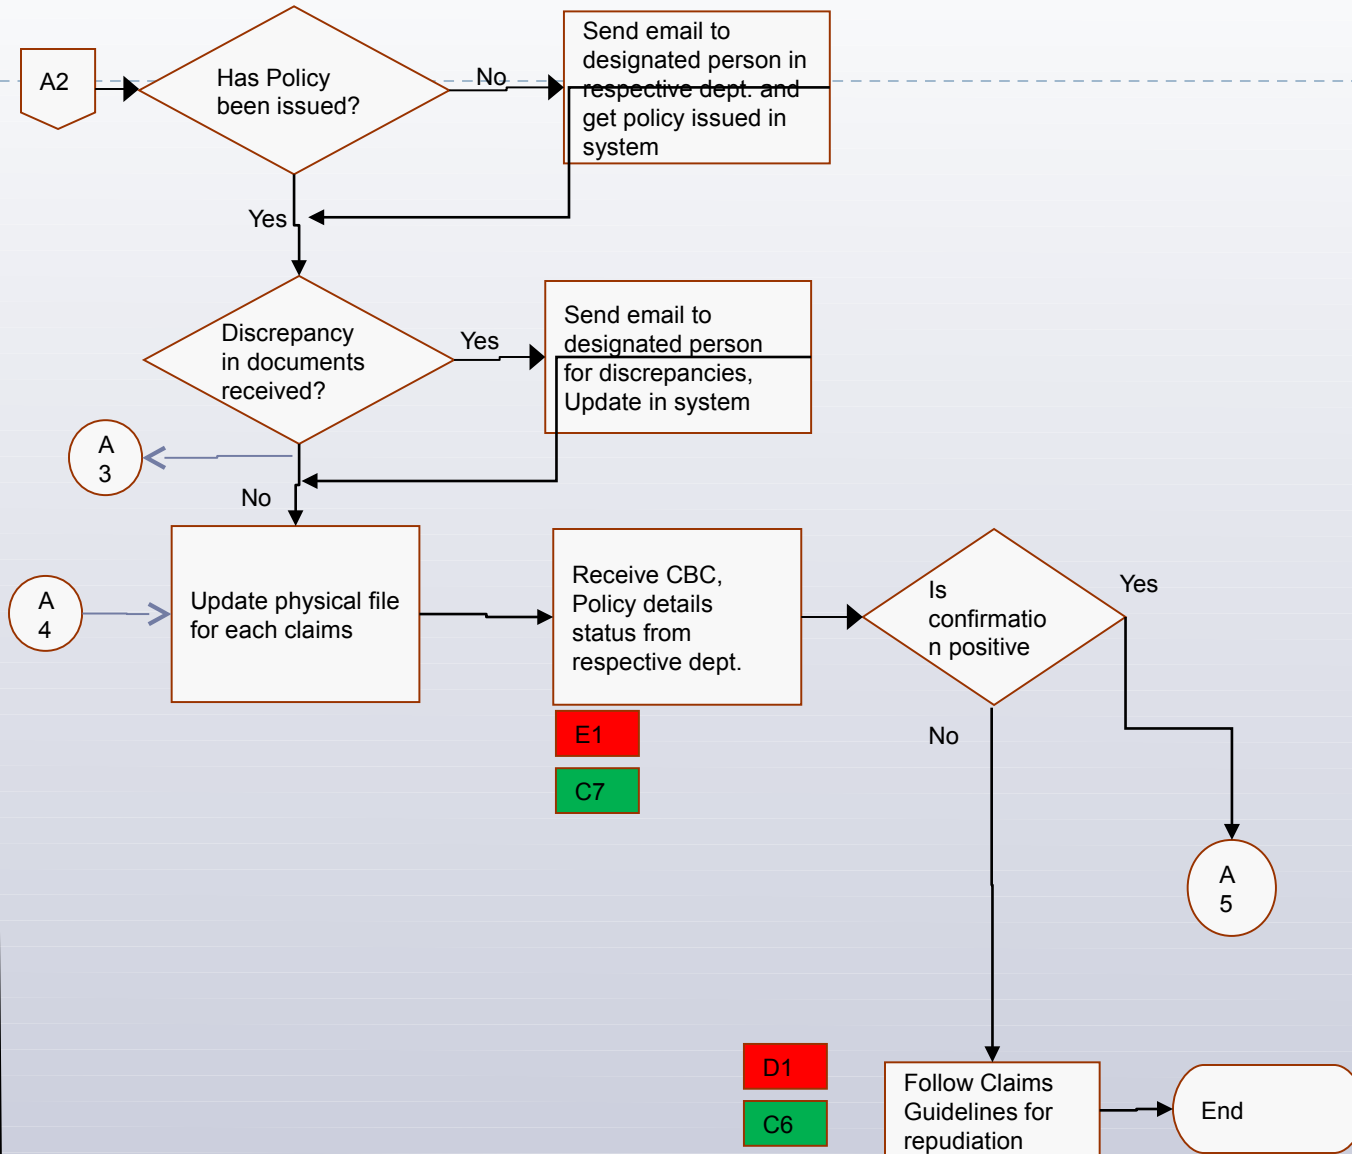 A2
Has Policy
been issued?
No
Send email to
designated person in
respective dept. and
get policy issued in
system
Yes
Discrepancy
in documents
received?
Yes
Send email to
designated person
for discrepancies,
Update in system
A
3
No
A
4
Update physical file
for each claims
Receive CBC,
Policy details
status from
respective dept.
Is
confirmatio
n positive
Yes
E1
C7
No
A
5
D1
C6
Follow Claims
Guidelines for
repudiation
End